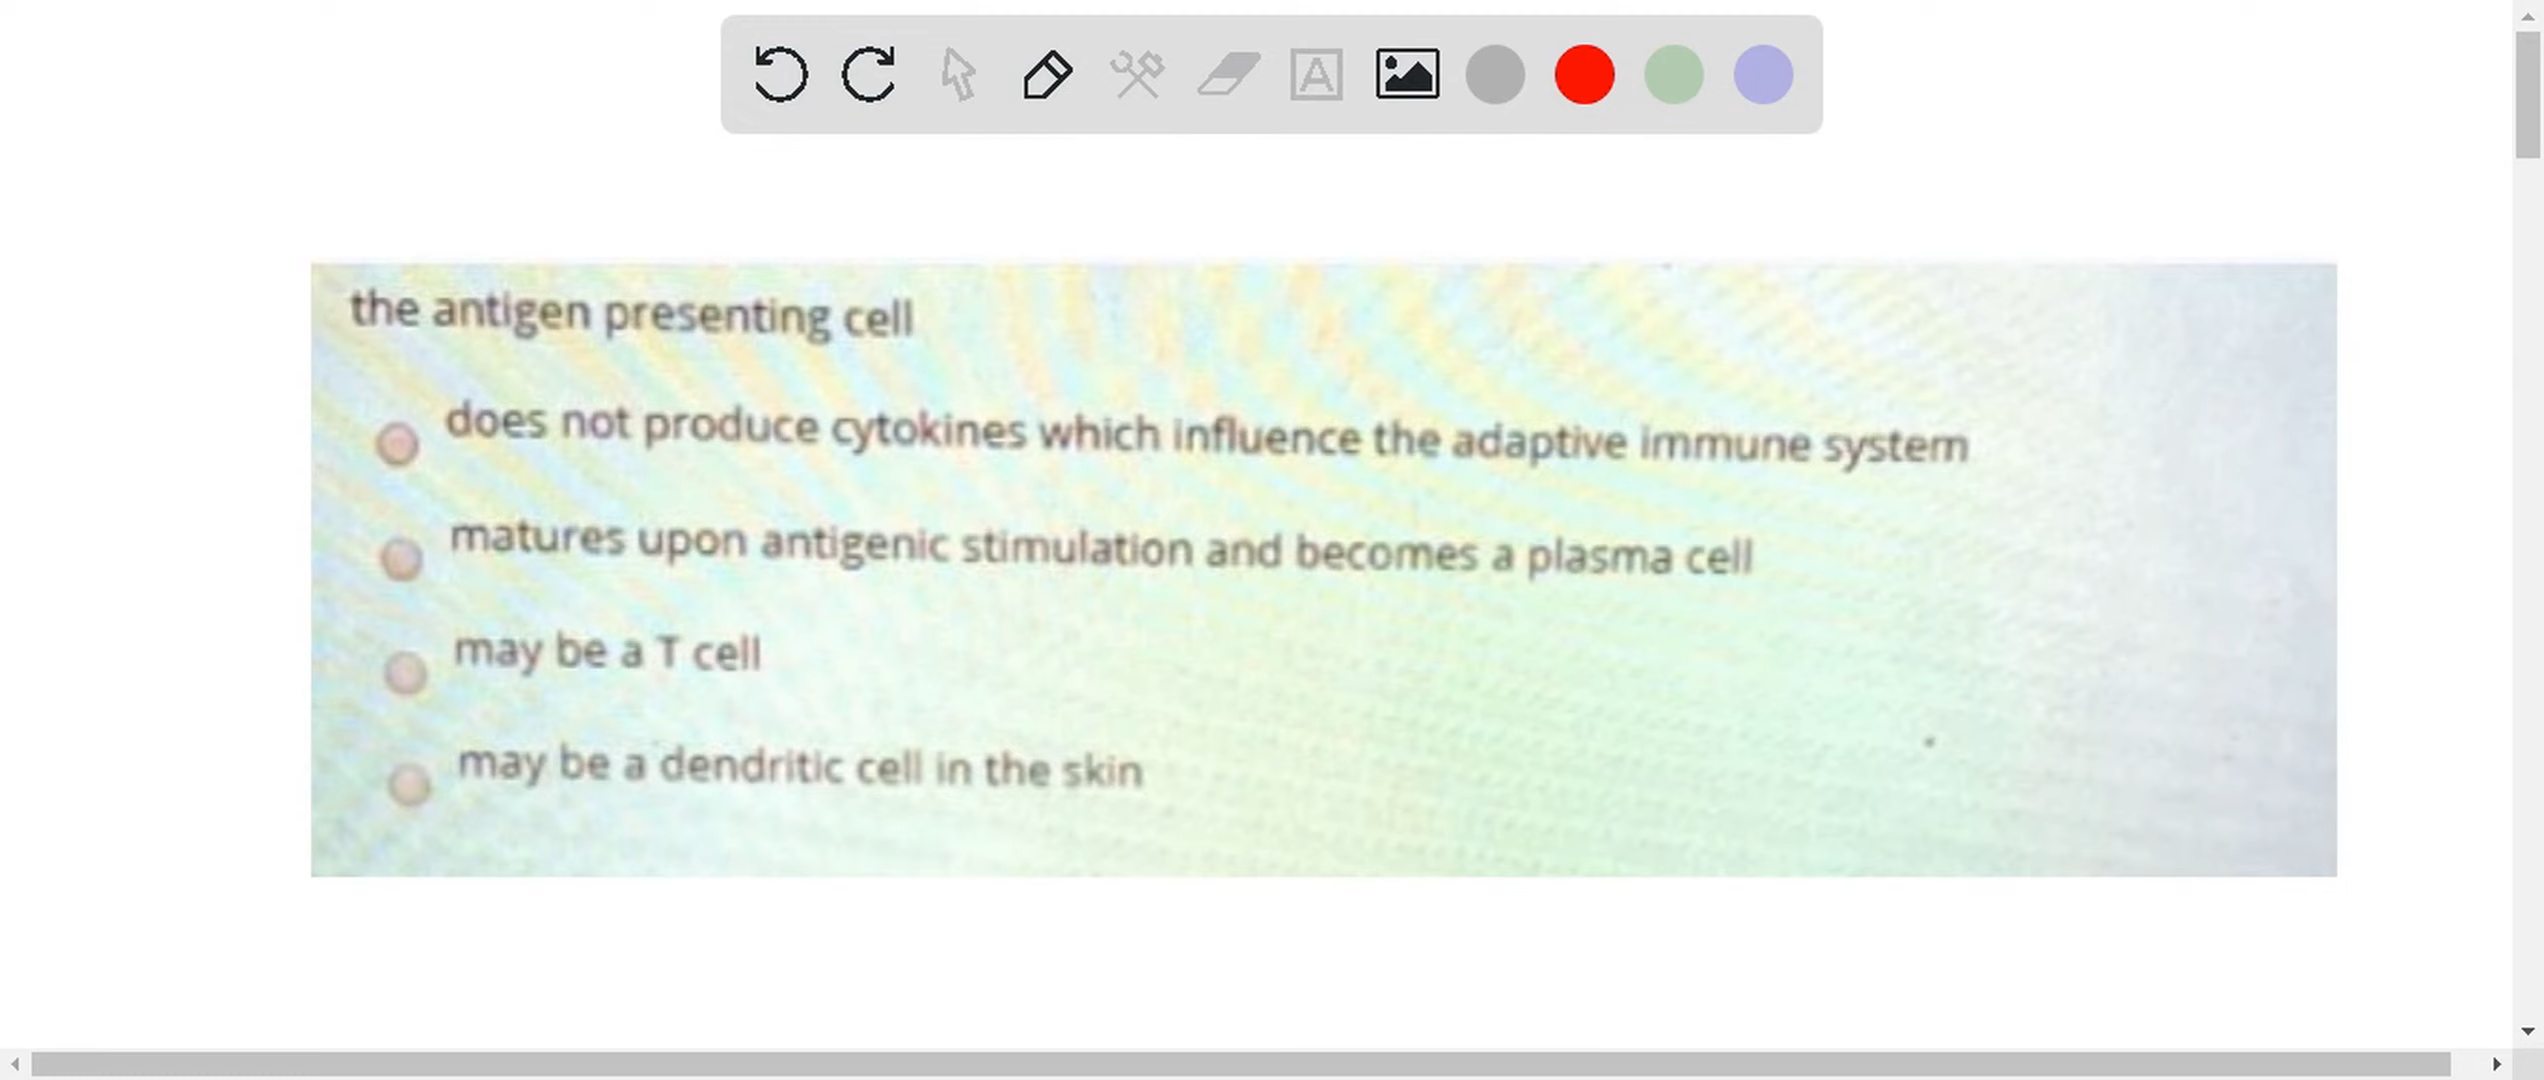 A
the antigen presenting cell
does not produce cytokines which influence the adaptive immune system
matures upon antigenic stimulation and becomes a plasma cell
may be a T cell
may be a dendritic cell in the skin